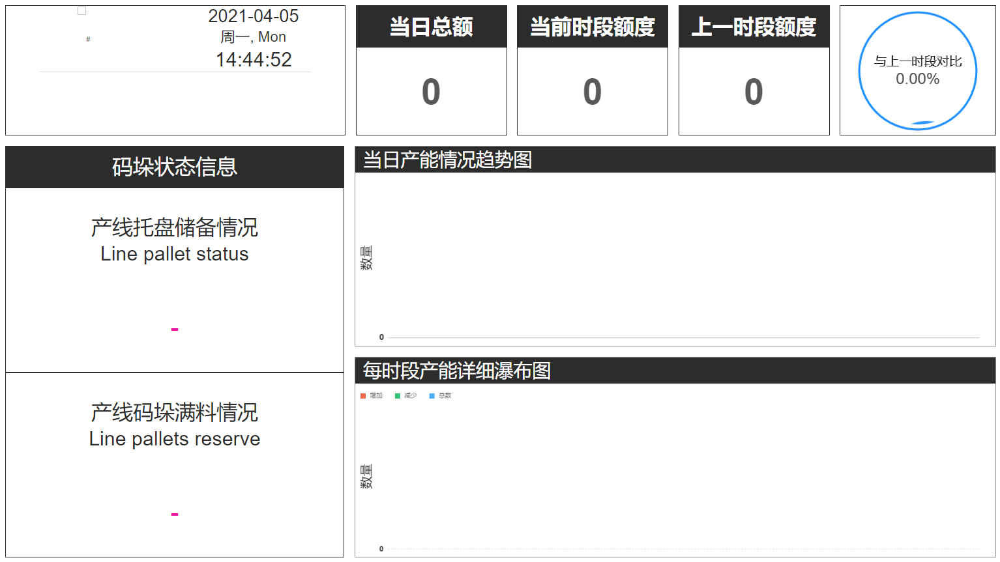 #
2021-04-05
周一, Mon
14:44:52
当日总额
0
当前时段额度
0
上一时段额度
0
与上一时段对比
0.00%
码垛状态信息
产线托盘储备情况
Line pallet status
-
产线码垛满料情况
Line pallets reserve
-
当日产能情况趋势图
数量
0
每时段产能详细瀑布图
增加 减少 总数
数量
0